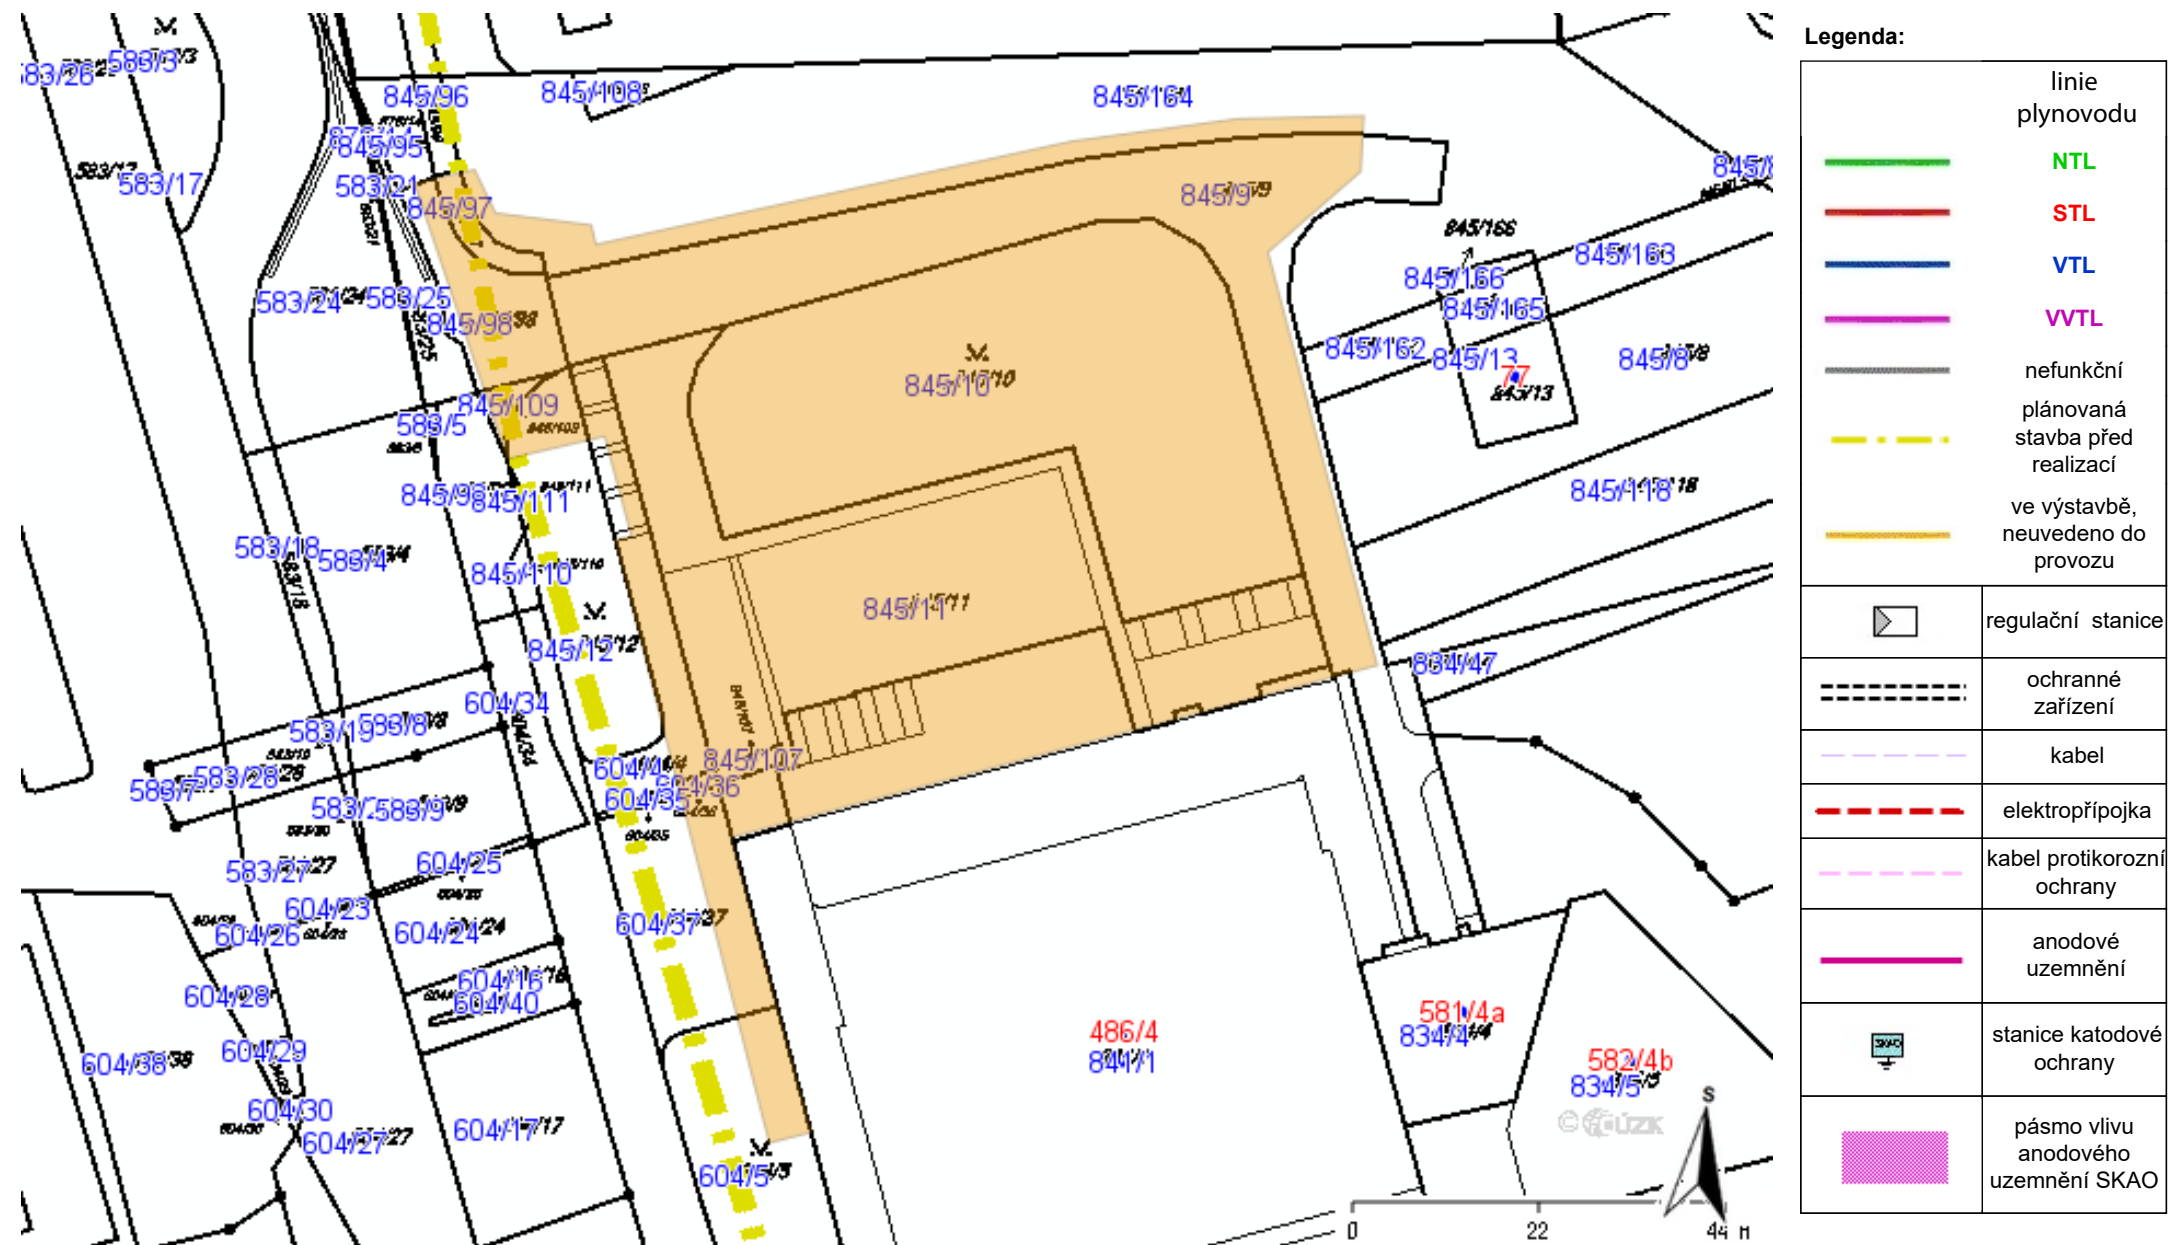 583/3
583/17
845/96
845/108
845/164
845/95
583/21
845/97
845/9
583/24
583/25
845/98
845/166
845/166
845/163
845/165
845/162
845/13
845/8
77
845/13
845/10
845/109
583/5
845/111
845/118
583/18
583/4
845/110
845/11
845/12
834/47
604/34
583/19
583/8
845/107
604/4
604/36
604/35
583/7
583/28
583/9
583/27
604/25
604/23
604/37
604/26
604/24
604/16
604/40
604/28
604/29
604/38
604/30
604/27
604/17
604/5
486/4
841/1
581/4a
834/4
582/4b
834/5
© ČÚZK
S
0
22
44 M
Legenda:
linie
plynovodu
NTL
STL
VTL
VVTL
nefunkční
plánovaná
stavba před
realizací
ve výstavbě,
neuvedeno do
provozu
regulační stanice
ochranné
zařízení
kabel
elektropřípojka
kabel protikorozní
ochrany
anodové
uzemnění
SKAO
stanice katodové
ochrany
pásmo vlivu
anodového
uzemnění SKAO